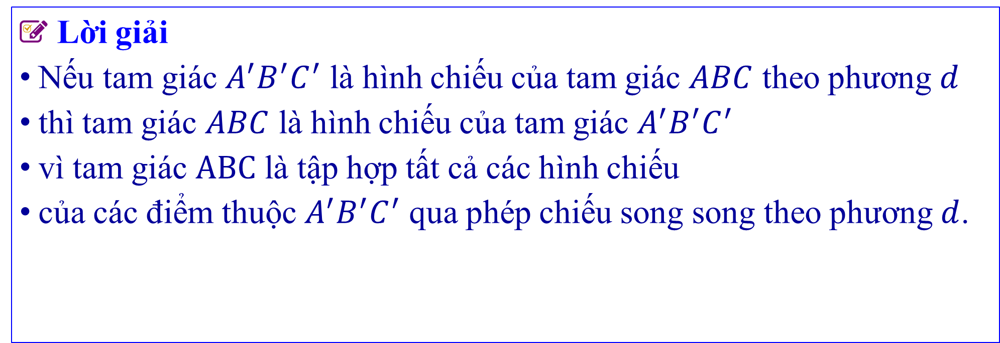 Lời giải
• Nếu tam giác A′B′C′ là hình chiếu của tam giác ABC theo phương d
• thì tam giác ABC là hình chiếu của tam giác A′B′C′
• vì tam giác ABC là tập hợp tất cả các hình chiếu
• của các điểm thuộc A′B′C′ qua phép chiếu song song theo phương d.